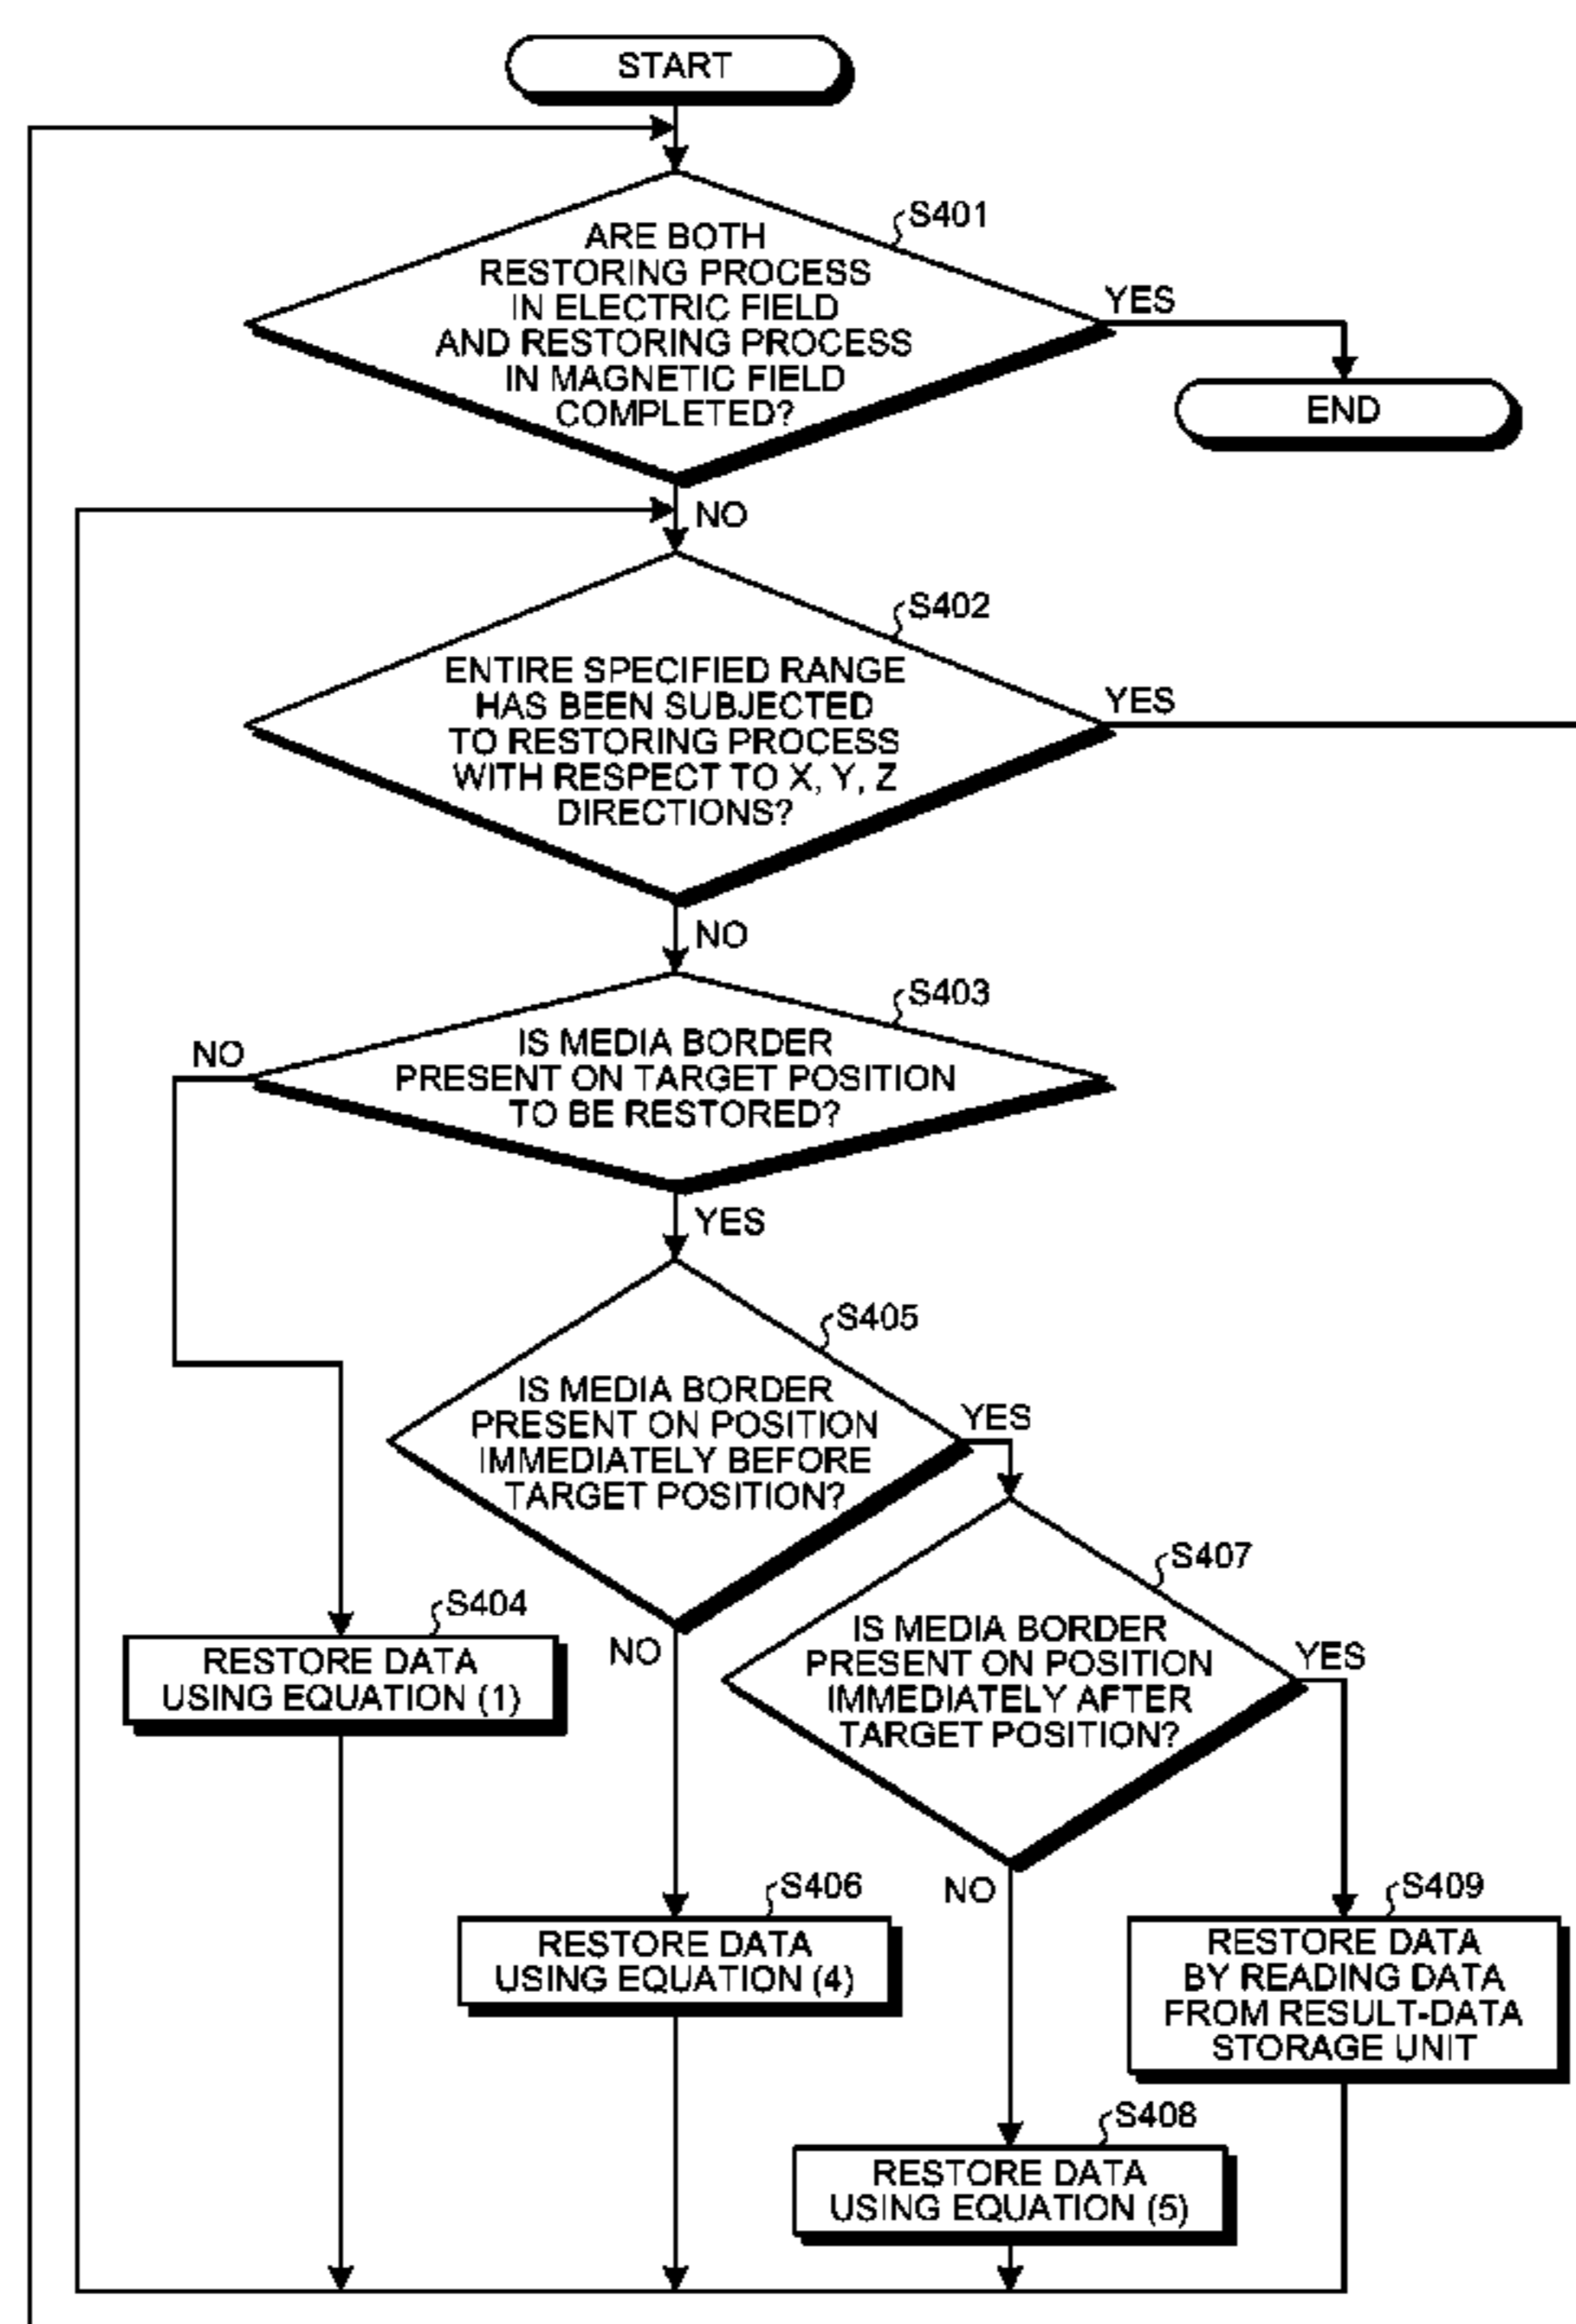 START
S401
ARE BOTH
RESTORING PROCESS
IN ELECTRIC FIELD
AND RESTORING PROCESS
IN MAGNETIC FIELD
COMPLETED?
YES
END
NO
S402
ENTIRE SPECIFIED RANGE
HAS BEEN SUBJECTED
TO RESTORING PROCESS
WITH RESPECT TO X, Y, Z
DIRECTIONS?
YES
NO
S403
IS MEDIA BORDER
PRESENT ON TARGET POSITION
TO BE RESTORED?
NO
YES
S405
IS MEDIA BORDER
PRESENT ON POSITION
IMMEDIATELY BEFORE
TARGET POSITION?
YES
NO
S407
IS MEDIA BORDER
PRESENT ON POSITION
IMMEDIATELY AFTER
TARGET POSITION?
YES
NO
S404
RESTORE DATA
USING EQUATION (1)
S406
RESTORE DATA
USING EQUATION (4)
S409
RESTORE DATA
BY READING DATA
FROM RESULT-DATA
STORAGE UNIT
S408
RESTORE DATA
USING EQUATION (5)